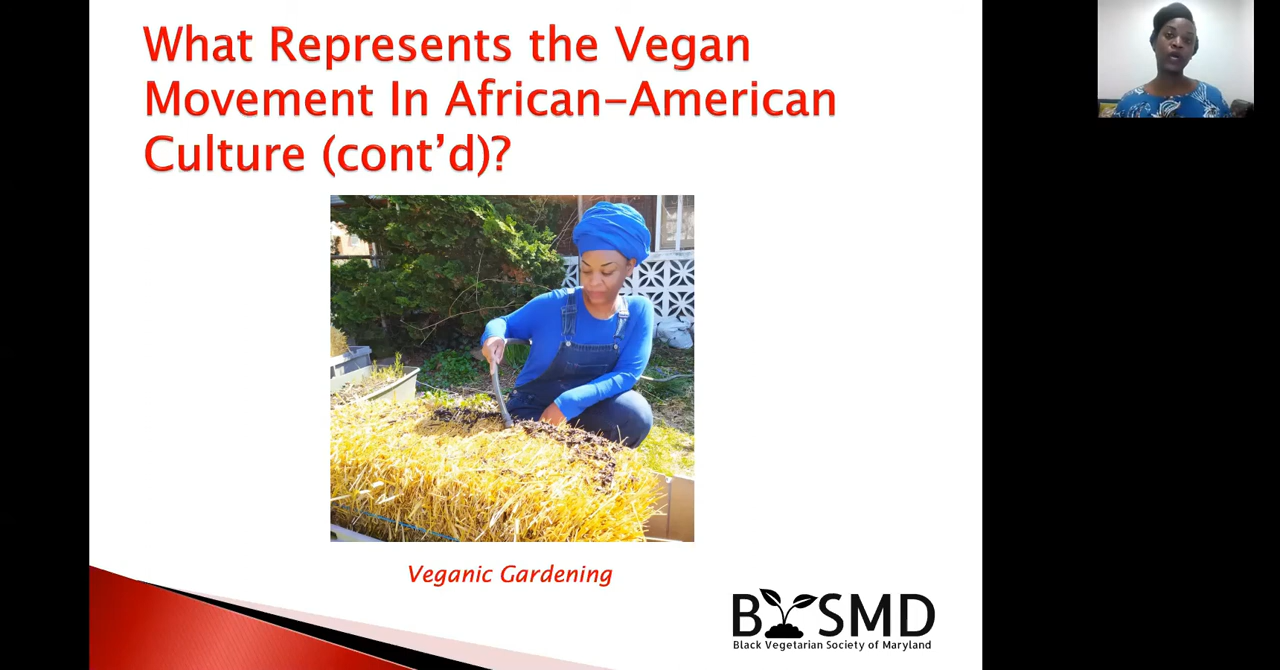 What Represents the Vegan
Movement In African-American
Culture (cont’d)?
Veganic Gardening
BVSMD
Black Vegetarian Society of Maryland